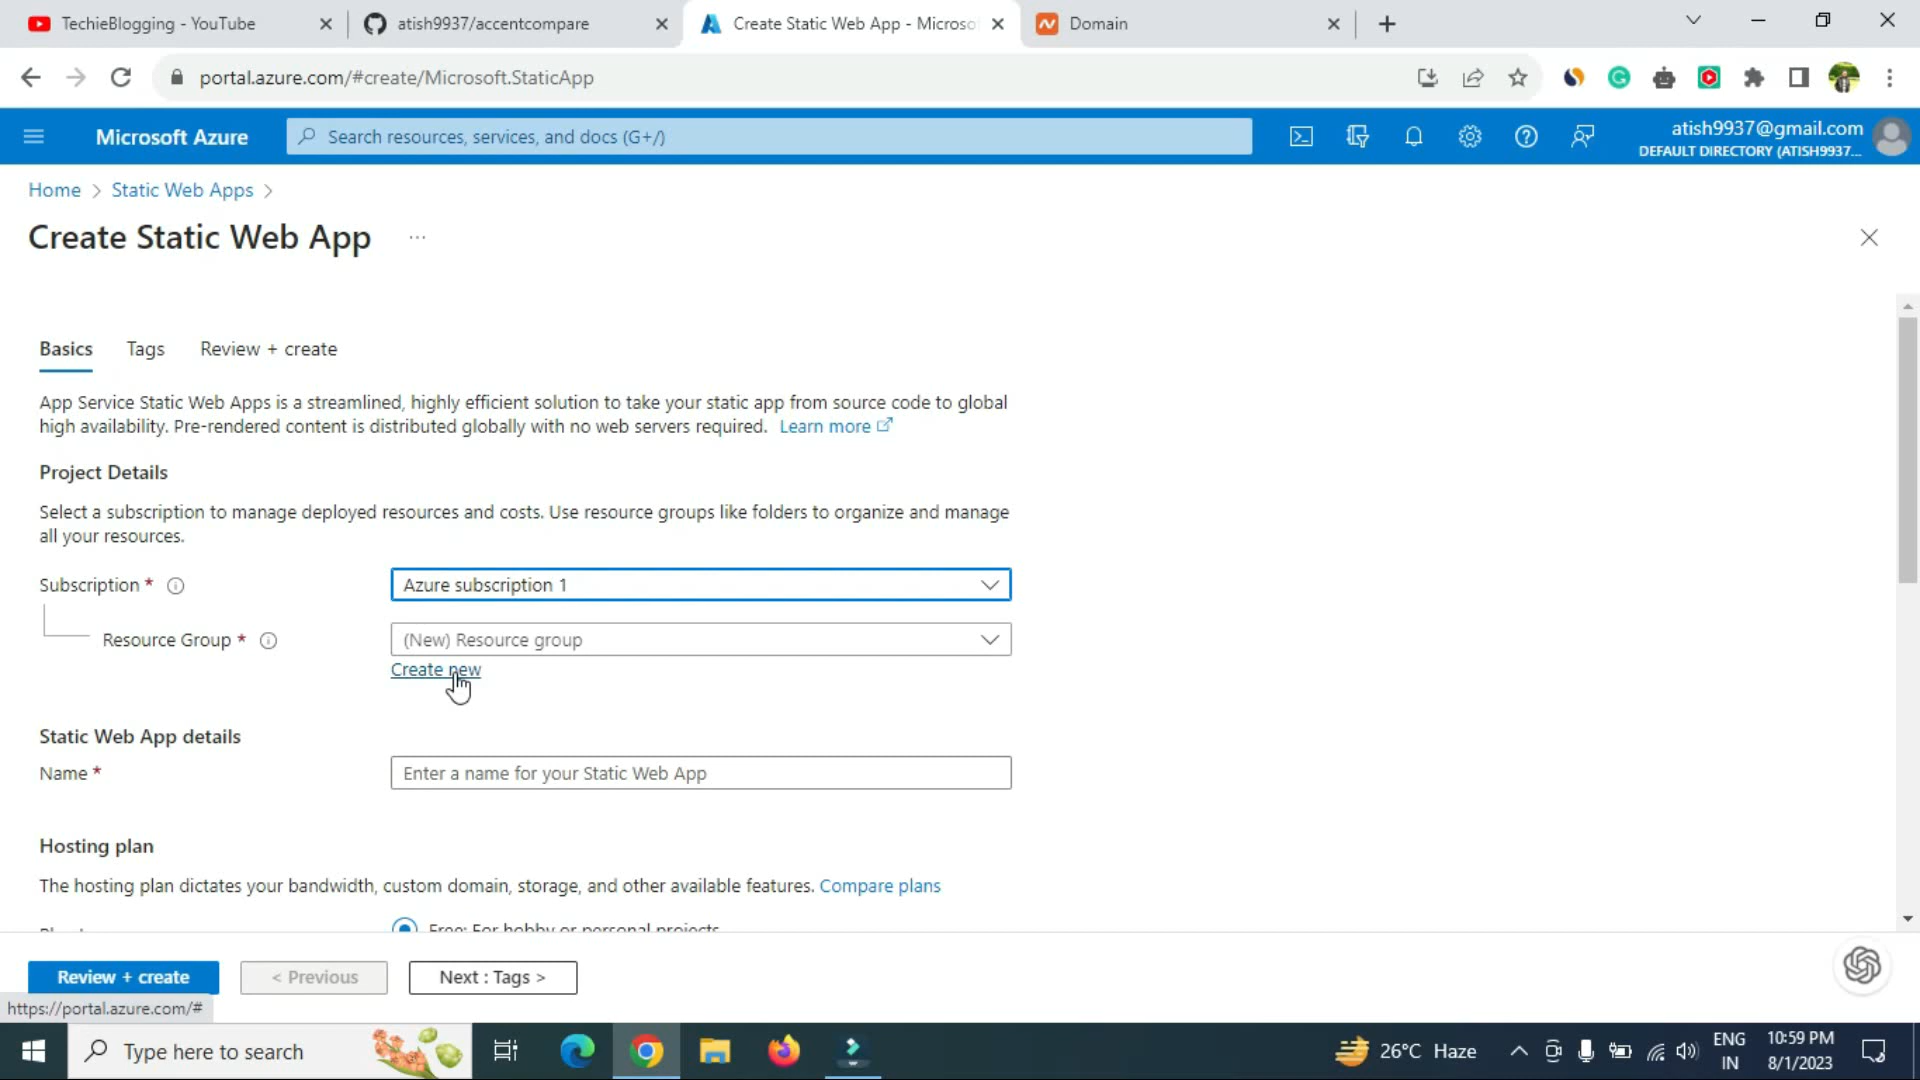 TechieBlogging - YouTube
atish9937/accentcompare
Create Static Web App - Microso
Domain
portal.azure.com/#create/Microsoft.StaticApp
Microsoft Azure
Search resources, services, and docs (G+/)
atish9937@gmail.com
DEFAULT DIRECTORY (ATISH9937...
Home > Static Web Apps >
Create Static Web App ...
Basics
Tags
Review + create
App Service Static Web Apps is a streamlined, highly efficient solution to take your static app from source code to global
high availability. Pre-rendered content is distributed globally with no web servers required. Learn more
Project Details
Select a subscription to manage deployed resources and costs. Use resource groups like folders to organize and manage
all your resources.
Subscription *
Azure subscription 1
Resource Group *
(New) Resource group
Create new
Static Web App details
Name *
Enter a name for your Static Web App
Hosting plan
The hosting plan dictates your bandwidth, custom domain, storage, and other available features. Compare plans
Free: For hobby or personal projects
Review + create
< Previous
Next : Tags >
https://portal.azure.com/#
Type here to search
26°C Haze
ENG
IN
10:59 PM
8/1/2023